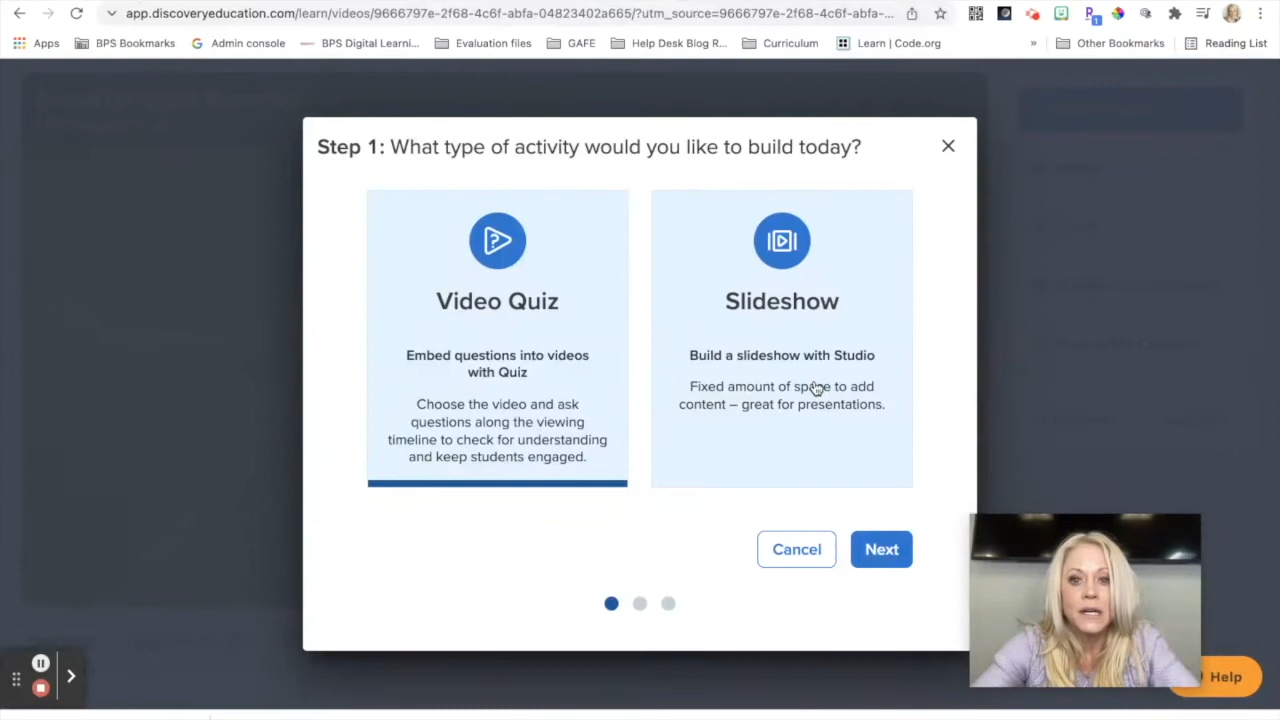 app.discoveryeducation.com/learn/videos/9666797e-2f68-4c6f-abfa-04823402a665/?utm_source=9666797e-2f68-4c6f-abfa-04823402a665&utm_medium=a...
Apps
BPS Bookmarks
Admin console
BPS Digital Learni...
Evaluation files
GAFE
Help Desk Blog R...
Curriculum
Learn | Code.org
»
Other Bookmarks
Reading List
Step 1: What type of activity would you like to build today?
Video Quiz
Embed questions into videos
with Quiz
Choose the video and ask
questions along the viewing
timeline to check for understanding
and keep students engaged.
Slideshow
Build a slideshow with Studio
Fixed amount of space to add
content – great for presentations.
Cancel
Next
Help